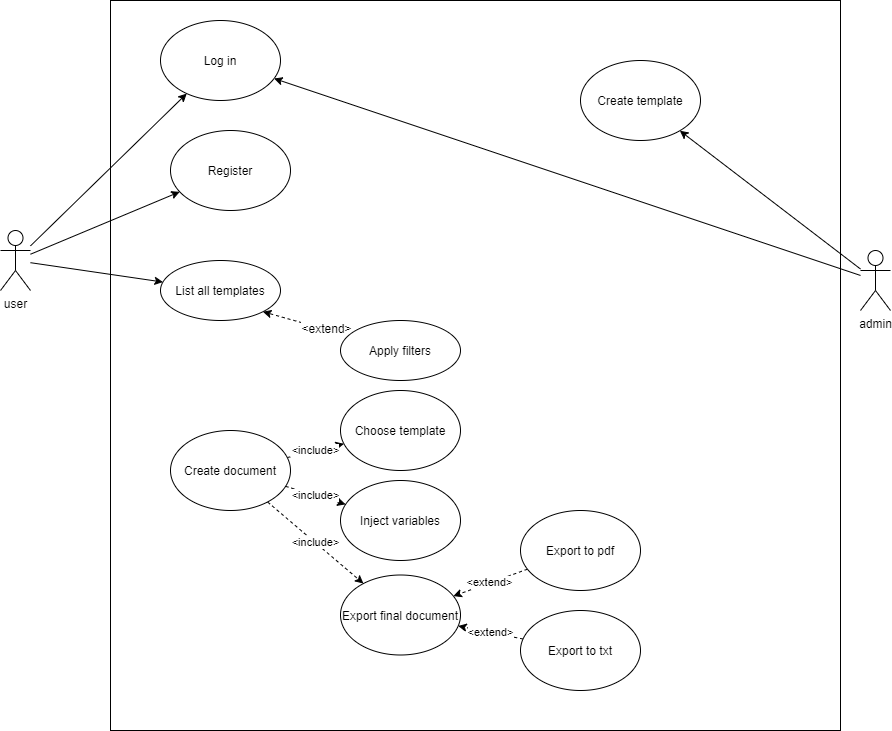 Log in
Create template
Register
user
List all templates
admin
<extend>
Apply filters
Choose template
<include>
Create document
<include>
Inject variables
<include>
Export to pdf
<extend>
Export final document
<extend>
Export to txt